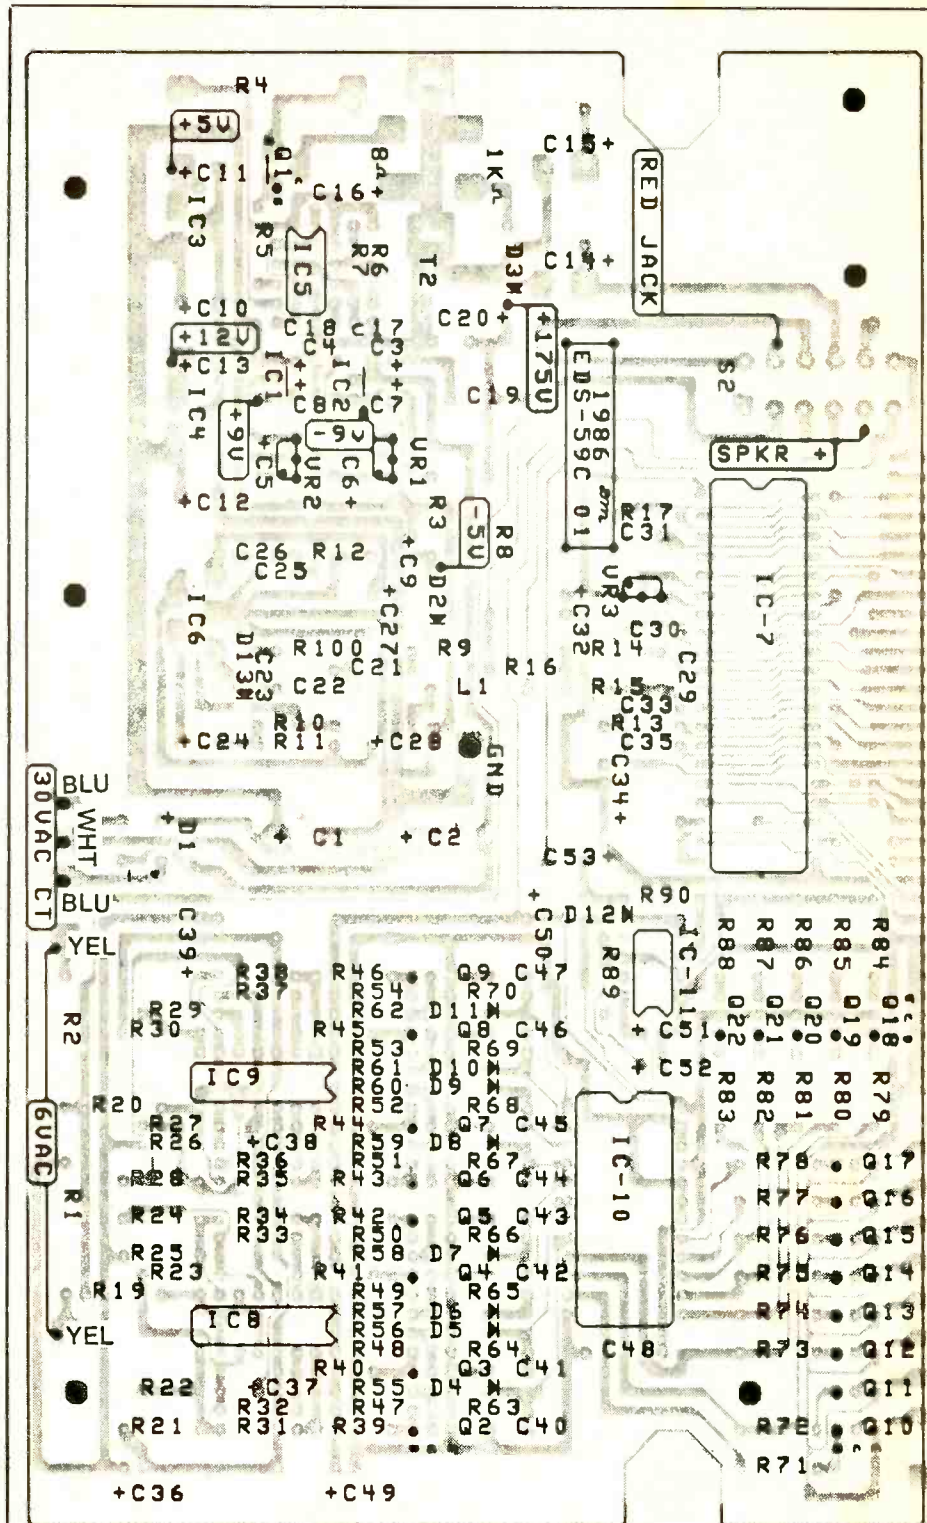 R4
+5V
+C11
Q1
8Ω
C16+
1KΩ
C15+
RED JACK
IC3
R5
IC5
R7
R6
T2
D3
C14+
+C10
C18
C17
C20+
+175V
+12V
C4
C3
+C13
IC1
IC2
C19
S2
IC4
+9V
C8
C7
-9V
EDS-59C 01
1986
SPKR +
+C5
VR2
C6+
VR1
+C12
R3
-5V
R8
R17
C31
C26
R12
C25
+C9
D2
VR3
IC-7
IC6
+C27
+C32
C30
D13
C23
R100
R9
R14
C21
R16
C29
C22
L1
R15
C33
R10
R13
+C24
R11
+C28
GND
C35
C34+
30VAC CT
BLU
WHT
BLU
+
D1
+ C1
+ C2
C53+
R90
+C50
D12
C39+
R89
IC-11
R88
R87
R86
R85
R84
YEL
R38
R46
Q9
C47
R37
R54
R70
R29
R62
D11
R2
R30
R45
Q8
C46
+C51
Q22
Q21
Q20
Q19
Q18
R53
R69
R61
D10
+C52
IC9
R60
D9
R20
R52
R68
R83
R82
R81
R80
R79
R27
R44
Q7
C45
6VAC
R26
+C38
R59
D8
IC-10
R36
R51
R67
R78
Q17
R28
R35
R43
Q6
C44
R1
R77
Q16
R24
R34
R42
Q5
C43
R33
R50
R66
R76
Q15
R25
R58
D7
R23
R41
Q4
C42
R75
Q14
R19
R49
R65
IC8
R57
D6
R74
Q13
YEL
R56
D5
R48
R64
C48
R73
Q12
R40
Q3
C41
R22
+C37
R55
D4
Q11
R32
R47
R63
R21
R31
R39
Q2
C40
R72
Q10
R71
+C36
+C49